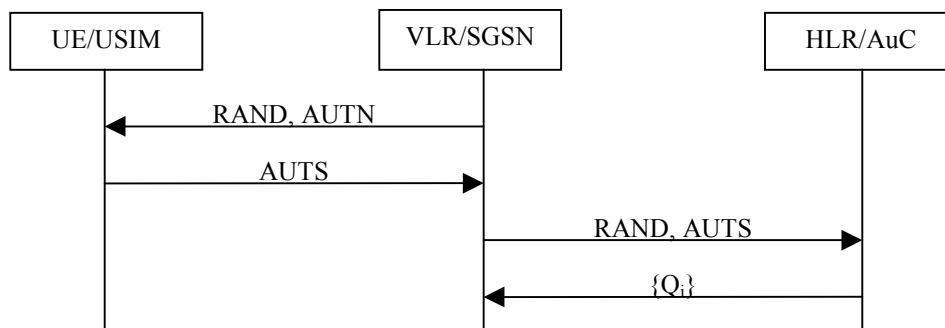 UE/USIM
VLR/SGSN
HLR/AuC
RAND, AUTN
AUTS
RAND, AUTS
{Qi}